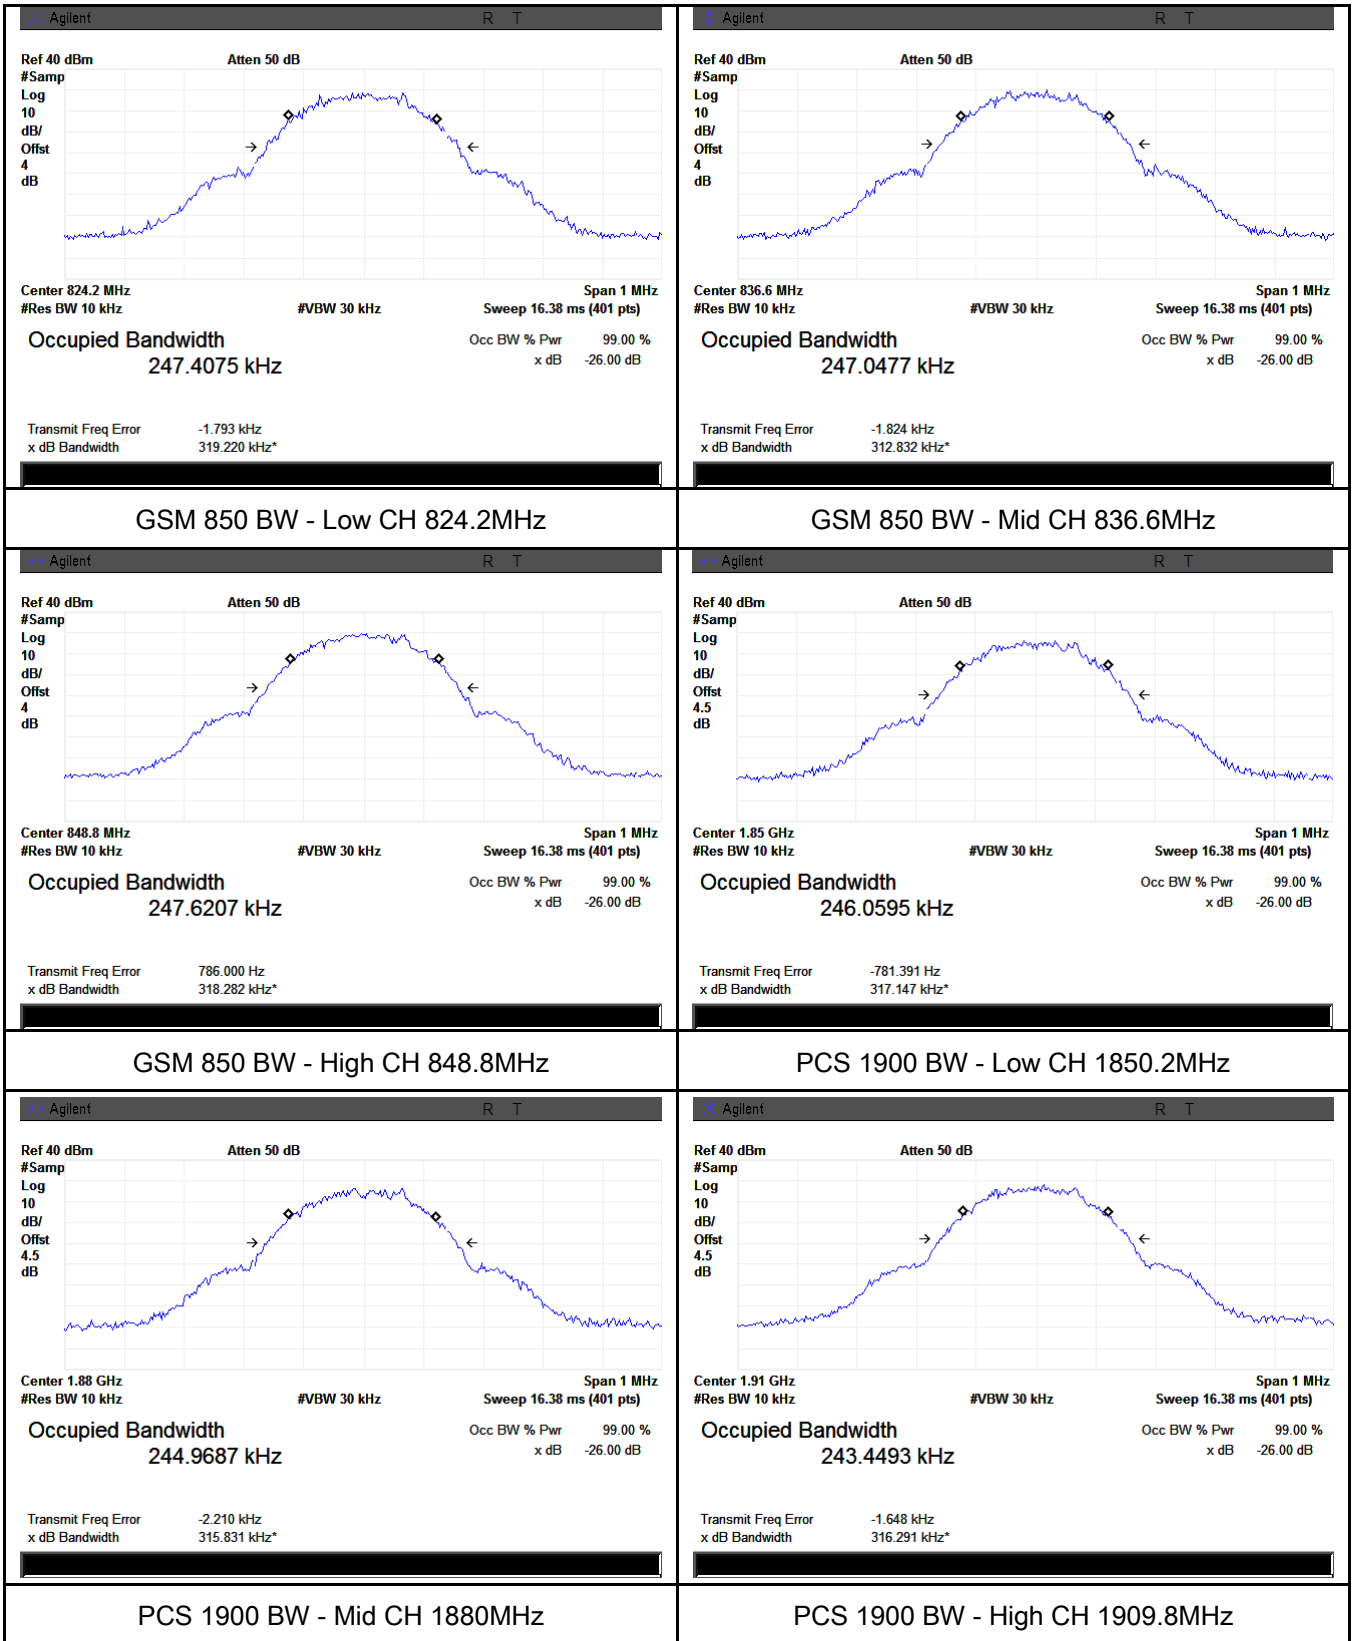 Agilent R T
Ref 40 dBm Atten 50 dB
#Samp
Log
10
dB/
Offst
4
dB
Center 824.2 MHz Span 1 MHz
#Res BW 10 kHz #VBW 30 kHz Sweep 16.38 ms (401 pts)
Occupied Bandwidth Occ BW % Pwr 99.00 %
247.4075 kHz x dB -26.00 dB
Transmit Freq Error -1.793 kHz
x dB Bandwidth 319.220 kHz*
GSM 850 BW - Low CH 824.2MHz
Agilent R T
Ref 40 dBm Atten 50 dB
#Samp
Log
10
dB/
Offst
4
dB
Center 836.6 MHz Span 1 MHz
#Res BW 10 kHz #VBW 30 kHz Sweep 16.38 ms (401 pts)
Occupied Bandwidth Occ BW % Pwr 99.00 %
247.0477 kHz x dB -26.00 dB
Transmit Freq Error -1.824 kHz
x dB Bandwidth 312.832 kHz*
GSM 850 BW - Mid CH 836.6MHz
Agilent R T
Ref 40 dBm Atten 50 dB
#Samp
Log
10
dB/
Offst
4
dB
Center 848.8 MHz Span 1 MHz
#Res BW 10 kHz #VBW 30 kHz Sweep 16.38 ms (401 pts)
Occupied Bandwidth Occ BW % Pwr 99.00 %
247.6207 kHz x dB -26.00 dB
Transmit Freq Error 786.000 Hz
x dB Bandwidth 318.282 kHz*
GSM 850 BW - High CH 848.8MHz
Agilent R T
Ref 40 dBm Atten 50 dB
#Samp
Log
10
dB/
Offst
4.5
dB
Center 1.85 GHz Span 1 MHz
#Res BW 10 kHz #VBW 30 kHz Sweep 16.38 ms (401 pts)
Occupied Bandwidth Occ BW % Pwr 99.00 %
246.0595 kHz x dB -26.00 dB
Transmit Freq Error -781.391 Hz
x dB Bandwidth 317.147 kHz*
PCS 1900 BW - Low CH 1850.2MHz
Agilent R T
Ref 40 dBm Atten 50 dB
#Samp
Log
10
dB/
Offst
4.5
dB
Center 1.88 GHz Span 1 MHz
#Res BW 10 kHz #VBW 30 kHz Sweep 16.38 ms (401 pts)
Occupied Bandwidth Occ BW % Pwr 99.00 %
244.9687 kHz x dB -26.00 dB
Transmit Freq Error -2.210 kHz
x dB Bandwidth 315.831 kHz*
PCS 1900 BW - Mid CH 1880MHz
Agilent R T
Ref 40 dBm Atten 50 dB
#Samp
Log
10
dB/
Offst
4.5
dB
Center 1.91 GHz Span 1 MHz
#Res BW 10 kHz #VBW 30 kHz Sweep 16.38 ms (401 pts)
Occupied Bandwidth Occ BW % Pwr 99.00 %
243.4493 kHz x dB -26.00 dB
Transmit Freq Error -1.648 kHz
x dB Bandwidth 316.291 kHz*
PCS 1900 BW - High CH 1909.8MHz